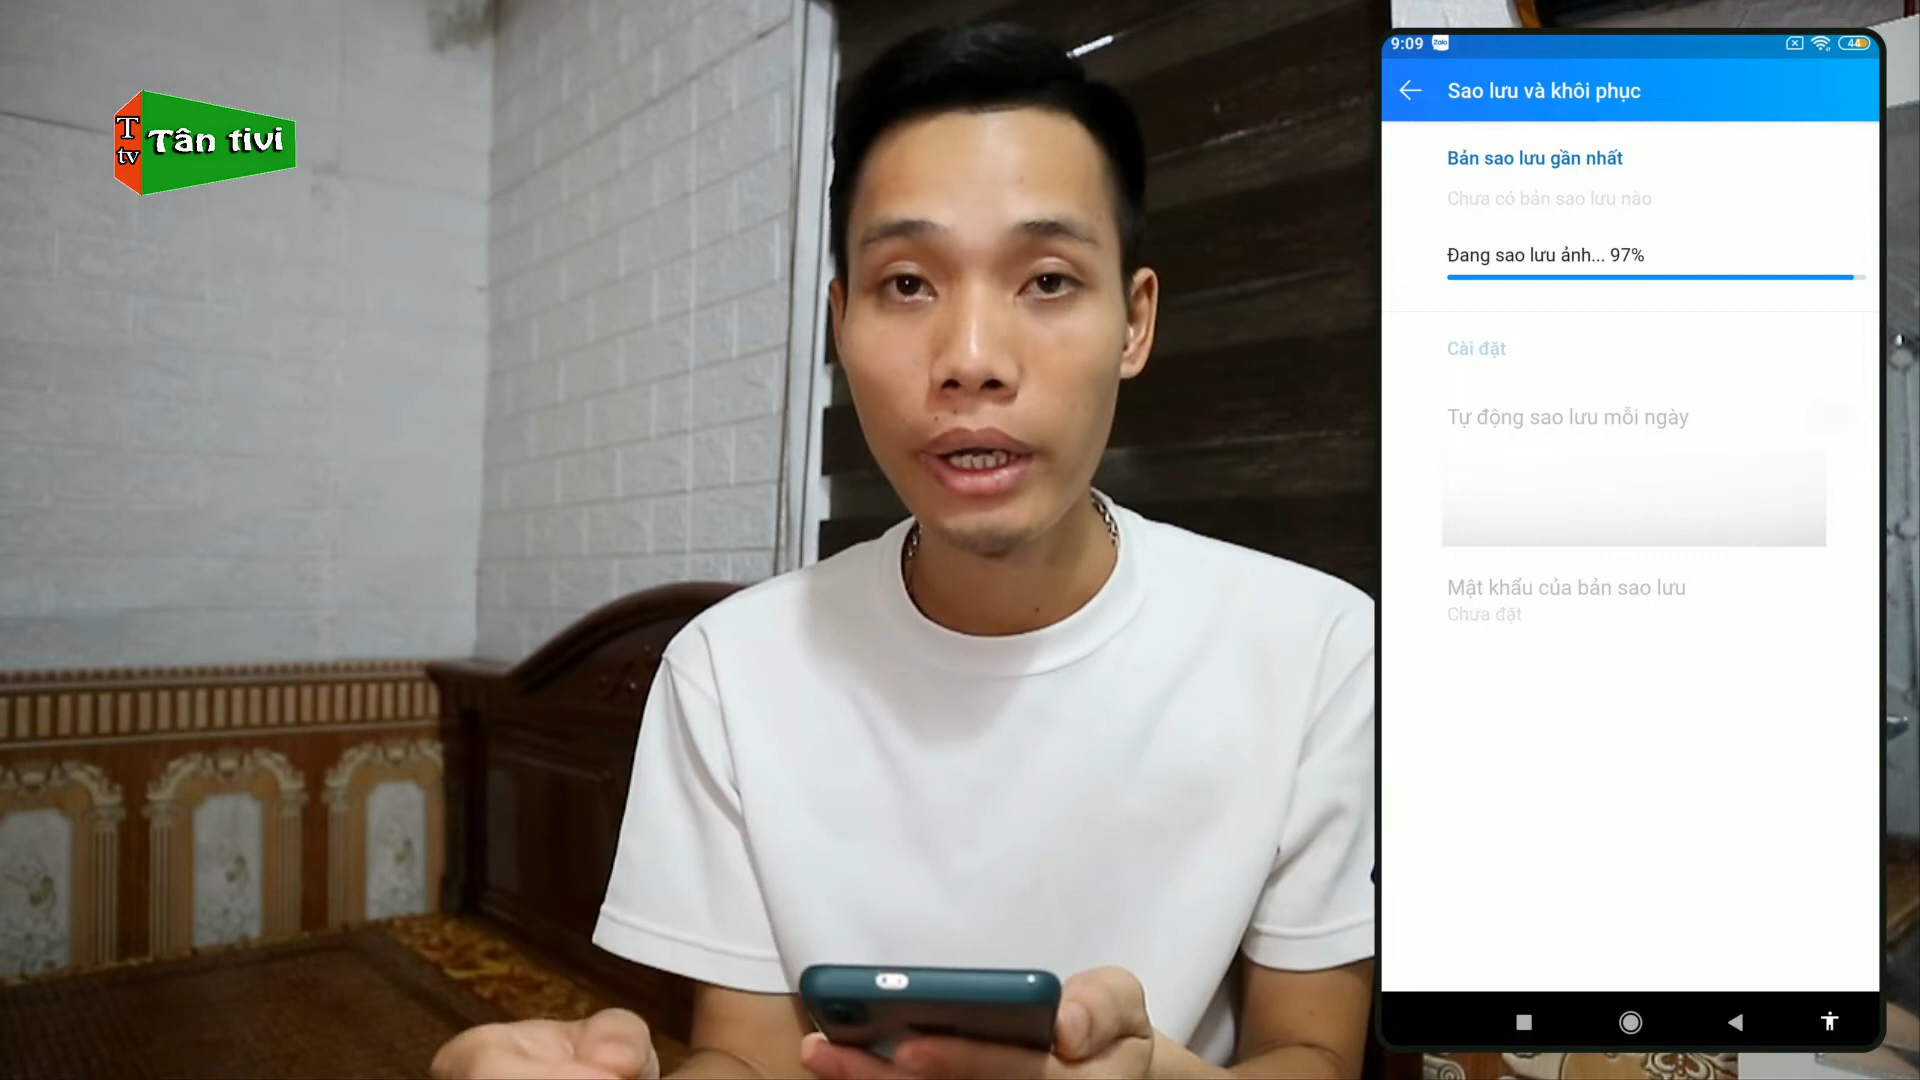 T
tv
Tân tivi
9:09
Zalo
44
Sao lưu và khôi phục
Bản sao lưu gần nhất
Chưa có bản sao lưu nào
Đang sao lưu ảnh... 97%
Cài đặt
Tự động sao lưu mỗi ngày
Mật khẩu của bản sao lưu
Chưa đặt